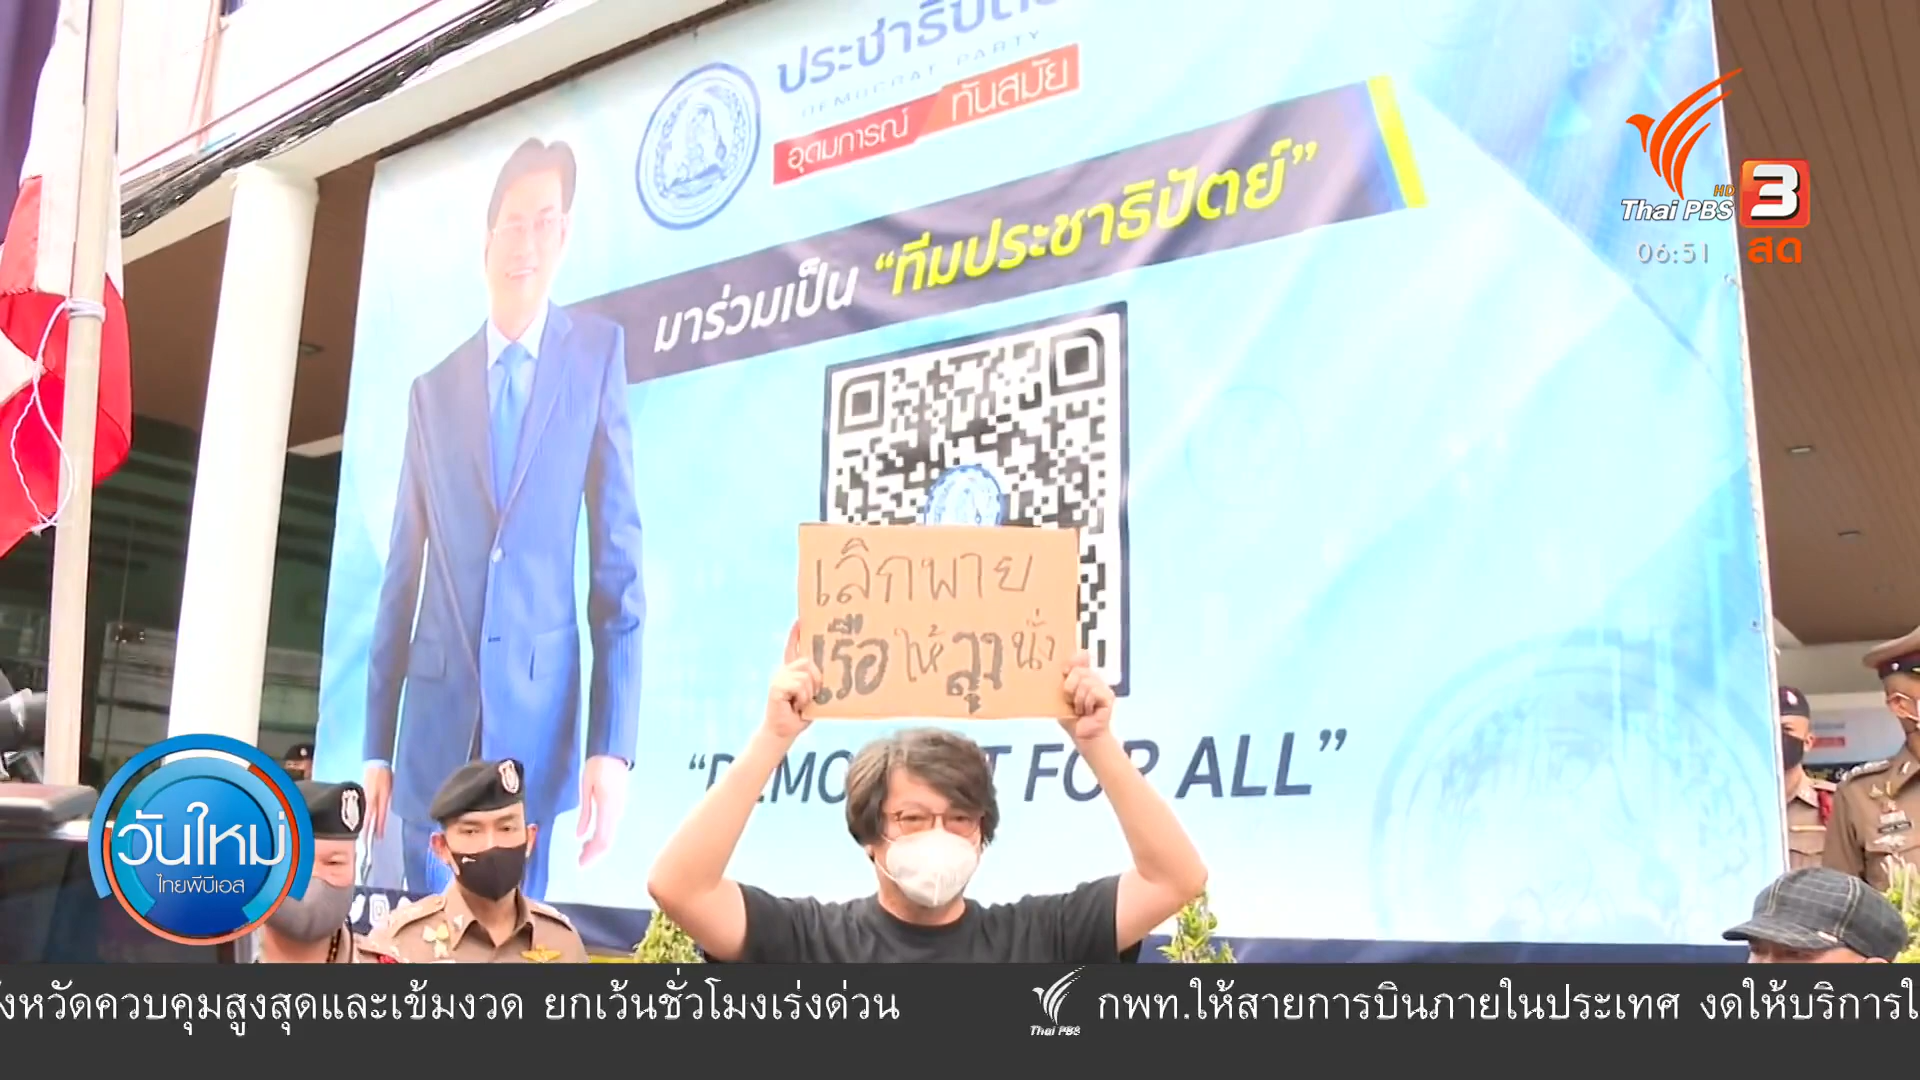 ประชาธิปัตย์
DEMOCRAT PARTY
อุดมการณ์ ทันสมัย
มาร่วมเป็น “ทีมประชาธิปัตย์”
Thai PBS HD 3
06:51 สด
เลิกพาย
เรือให้ลุงนั่ง
FOR ALL”
วันใหม่
ไทยพีบีเอส
ังหวัดควบคุมสูงสุดและเข้มงวด ยกเว้นชั่วโมงเร่งด่วน Thai PBS กพท.ให้สายการบินภายในประเทศ งดให้บริการใ